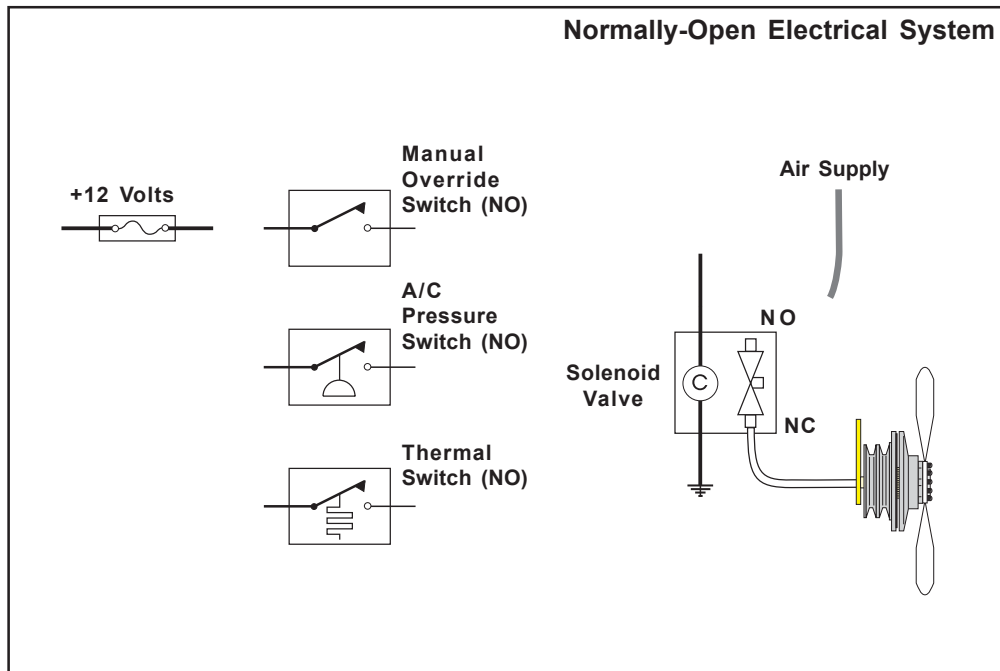 Normally-Open Electrical System
+12 Volts
Manual
Override
Switch (NO)
A/C
Pressure
Switch (NO)
Thermal
Switch (NO)
Air Supply
NO
Solenoid
Valve
C
NC